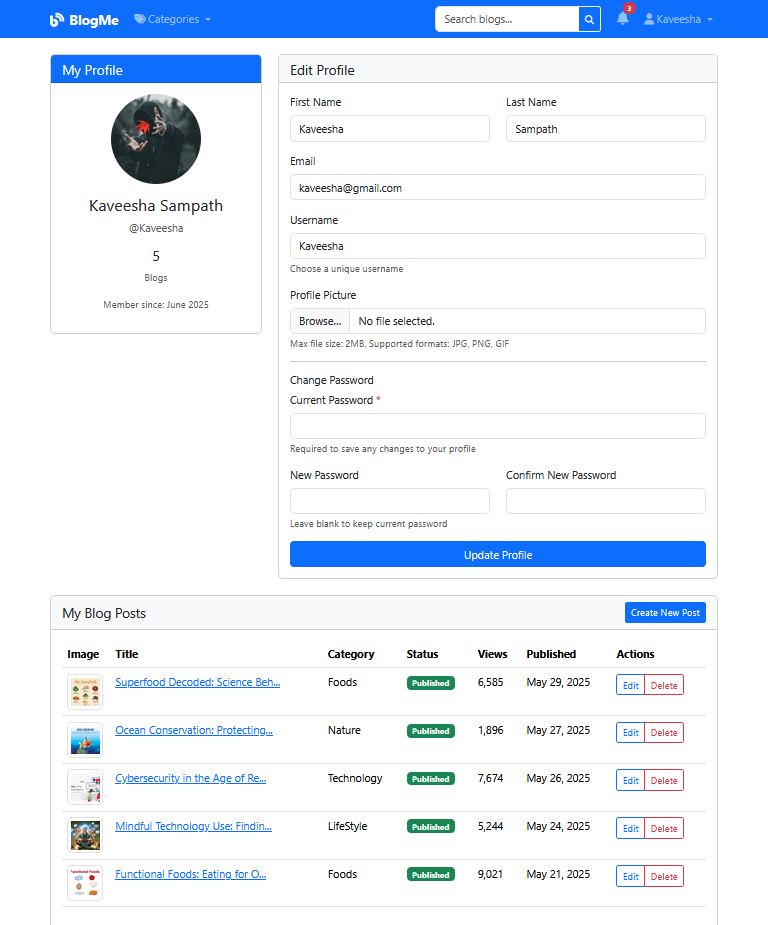 BlogMe Categories Search blogs... 3 Kaveesha
My Profile
Kaveesha Sampath
@Kaveesha
5
Blogs
Member since: June 2025
Edit Profile
First Name Last Name
Kaveesha Sampath
Email
kaveesha@gmail.com
Username
Kaveesha
Choose a unique username
Profile Picture
Browse... No file selected.
Max file size: 2MB. Supported formats: JPG, PNG, GIF
Change Password
Current Password *
Required to save any changes to your profile
New Password Confirm New Password
Leave blank to keep current password
Update Profile
My Blog Posts Create New Post
Image Title Category Status Views Published Actions
Superfood Decoded: Science Beh... Foods Published 6,585 May 29, 2025 Edit Delete
Ocean Conservation: Protecting... Nature Published 1,896 May 27, 2025 Edit Delete
Cybersecurity in the Age of Re... Technology Published 7,674 May 26, 2025 Edit Delete
Mindful Technology Use: Findin... LifeStyle Published 5,244 May 24, 2025 Edit Delete
Functional Foods
Functional Foods: Eating for O... Foods Published 9,021 May 21, 2025 Edit Delete